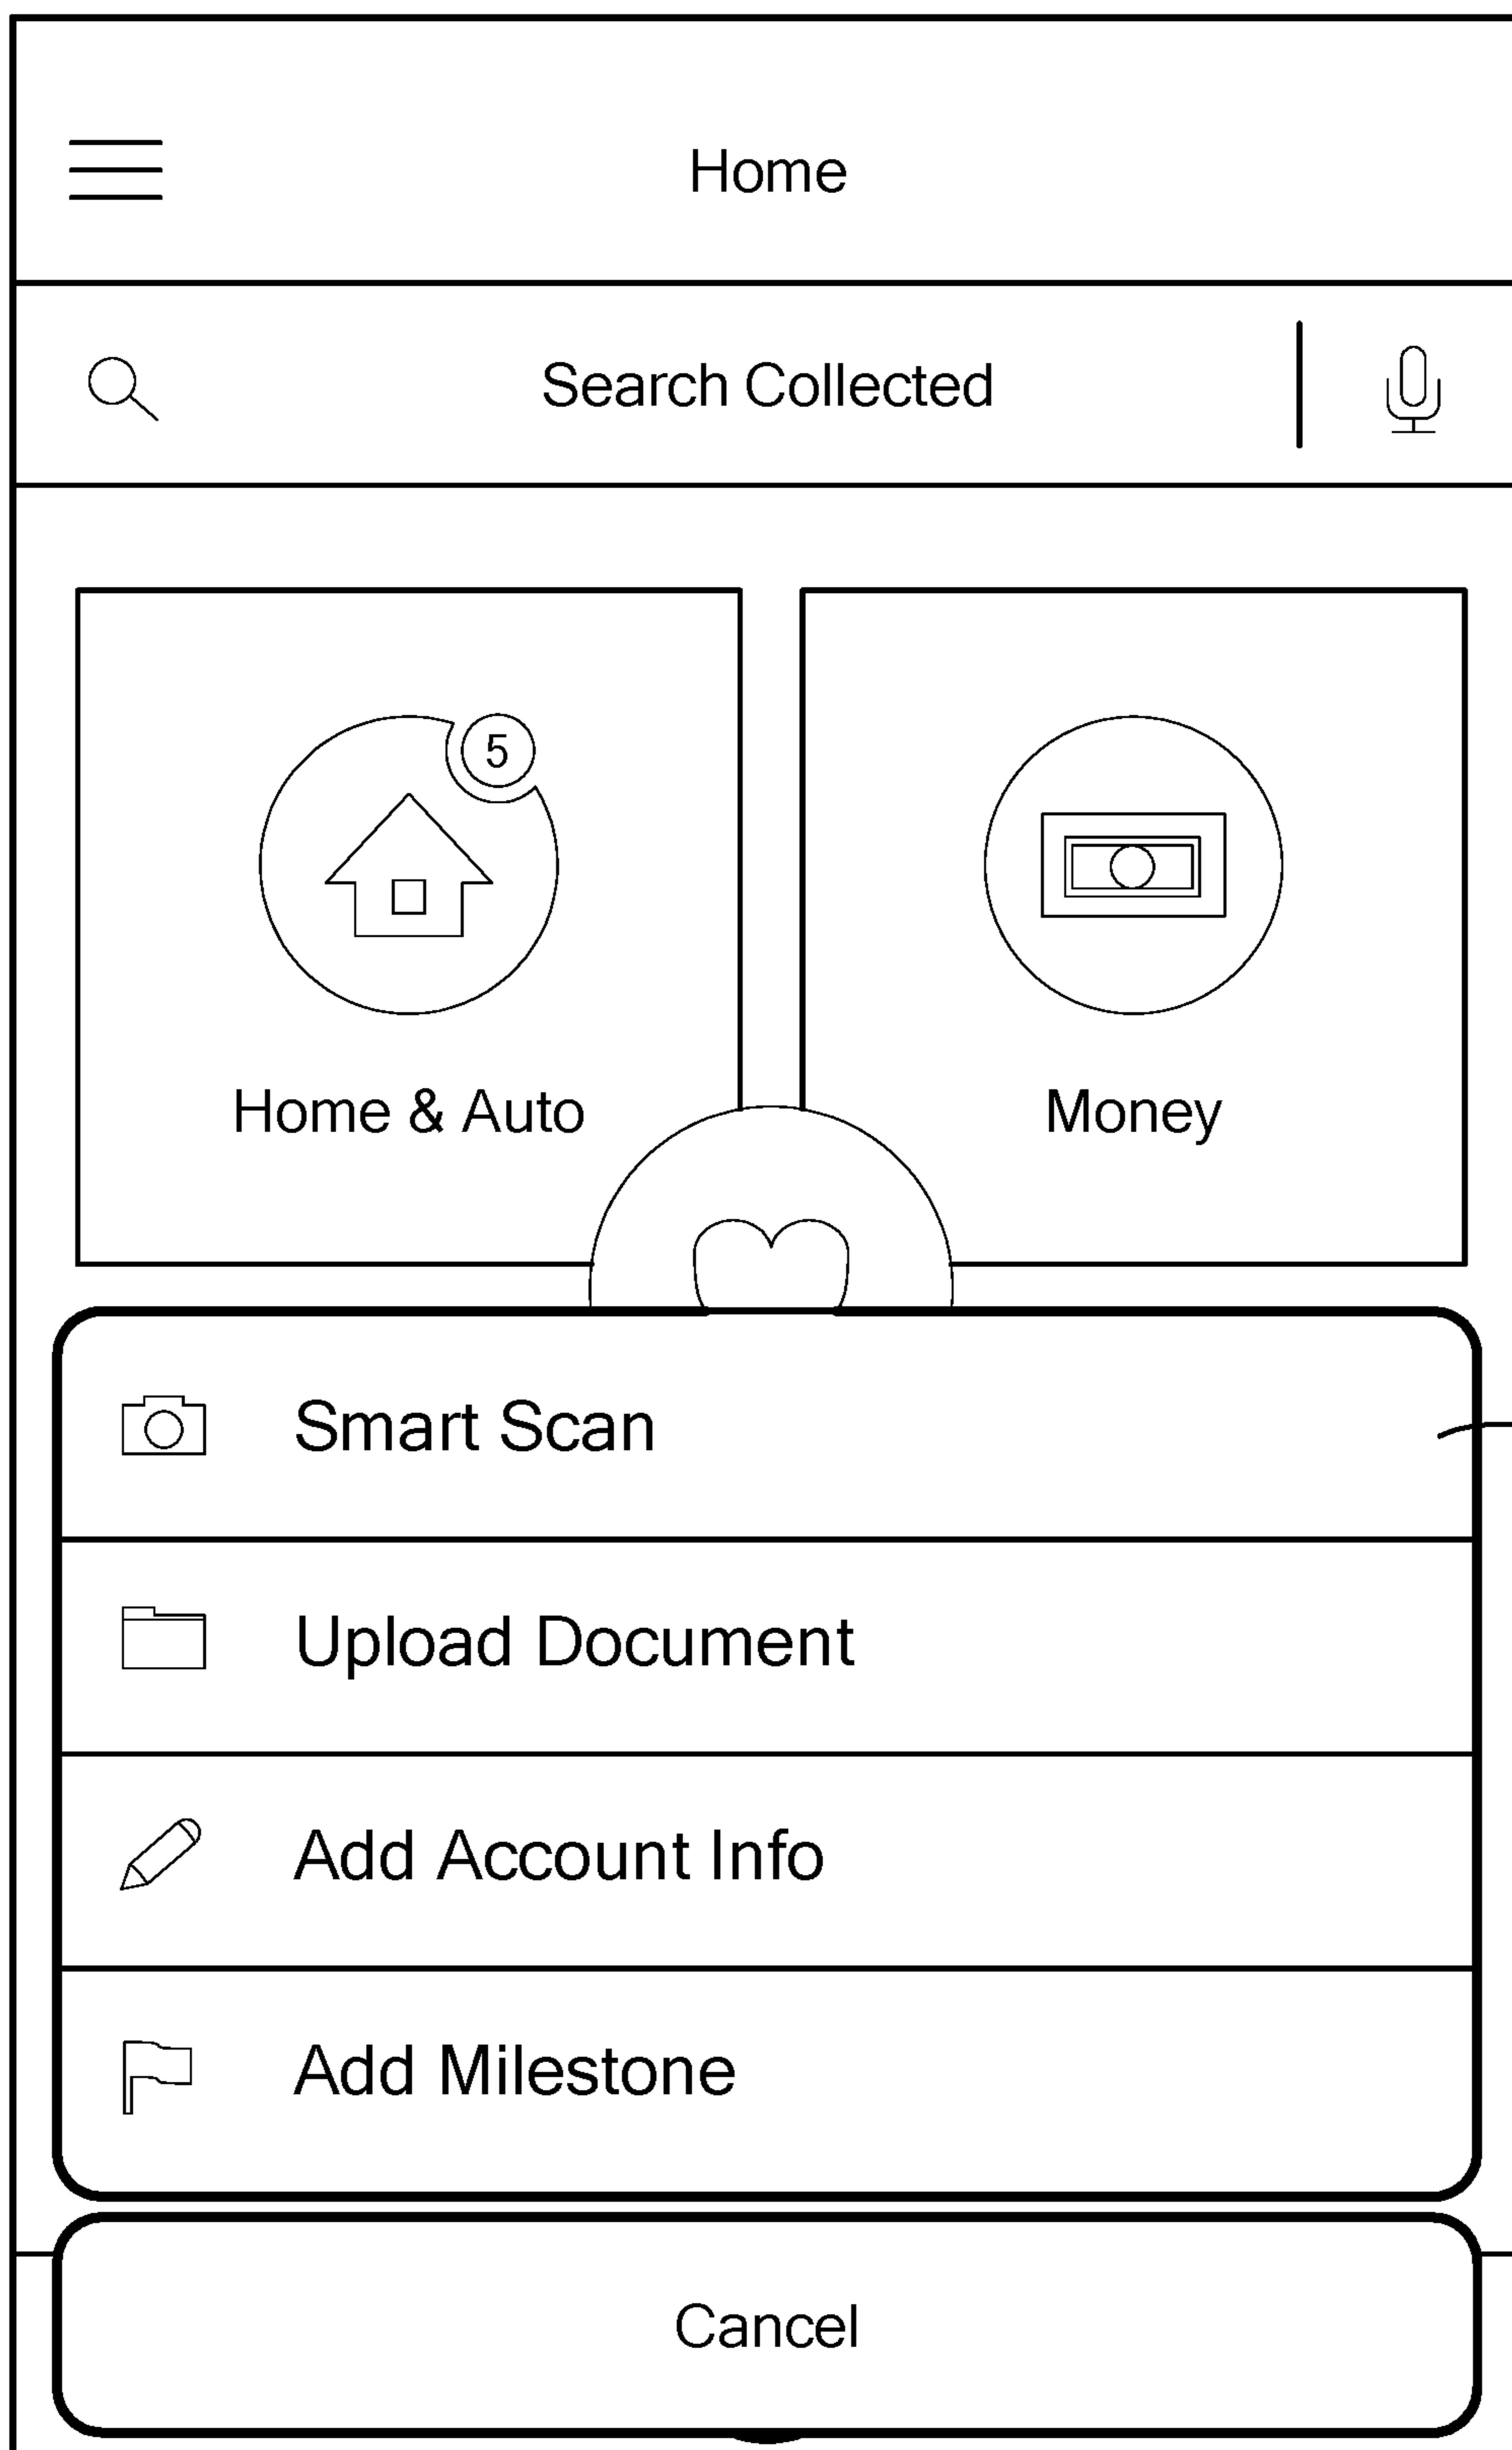 Home
Search Collected
5
Home & Auto
Money
Smart Scan
Upload Document
Add Account Info
Add Milestone
Cancel